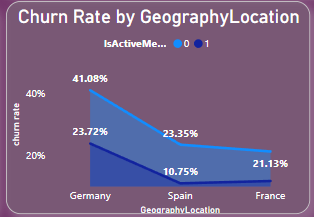 Churn Rate by GeographyLocation
IsActiveMe... 0 1
churn rate
40%
20%
41.08%
23.72%
23.35%
10.75%
21.13%
Germany Spain France
GeographyLocation